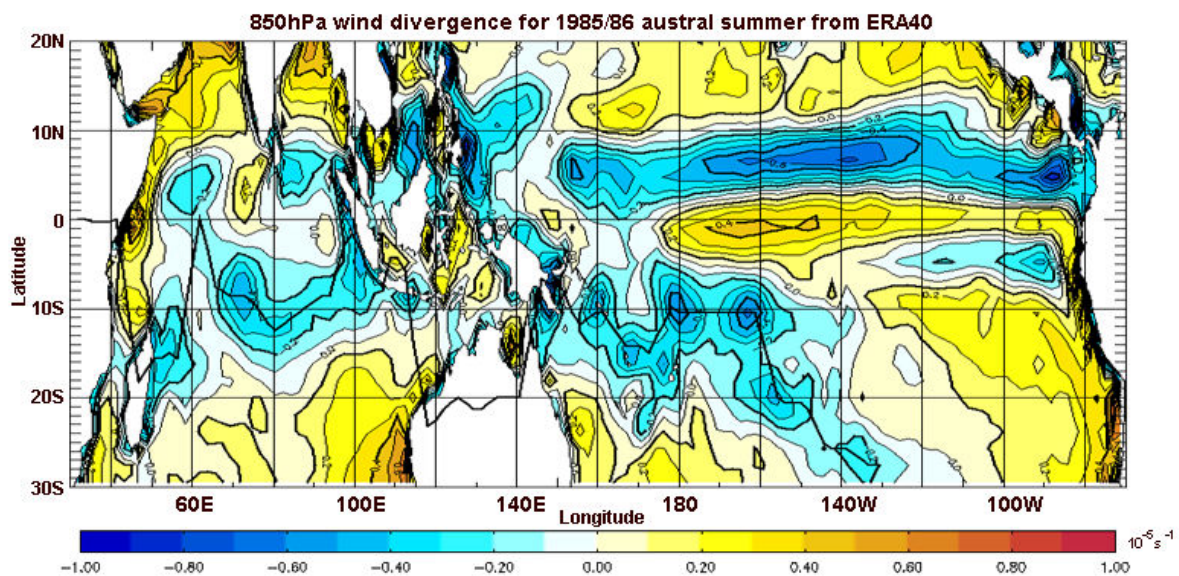 850hPa wind divergence for 1985/86 austral summer from ERA40
20N
10N
0
10S
20S
30S
Latitude
60E 100E 140E 180 140W 100W
Longitude
-1.00 -0.80 -0.60 -0.40 -0.20 0.00 0.20 0.40 0.60 0.80 1.00
10⁻⁵s⁻¹